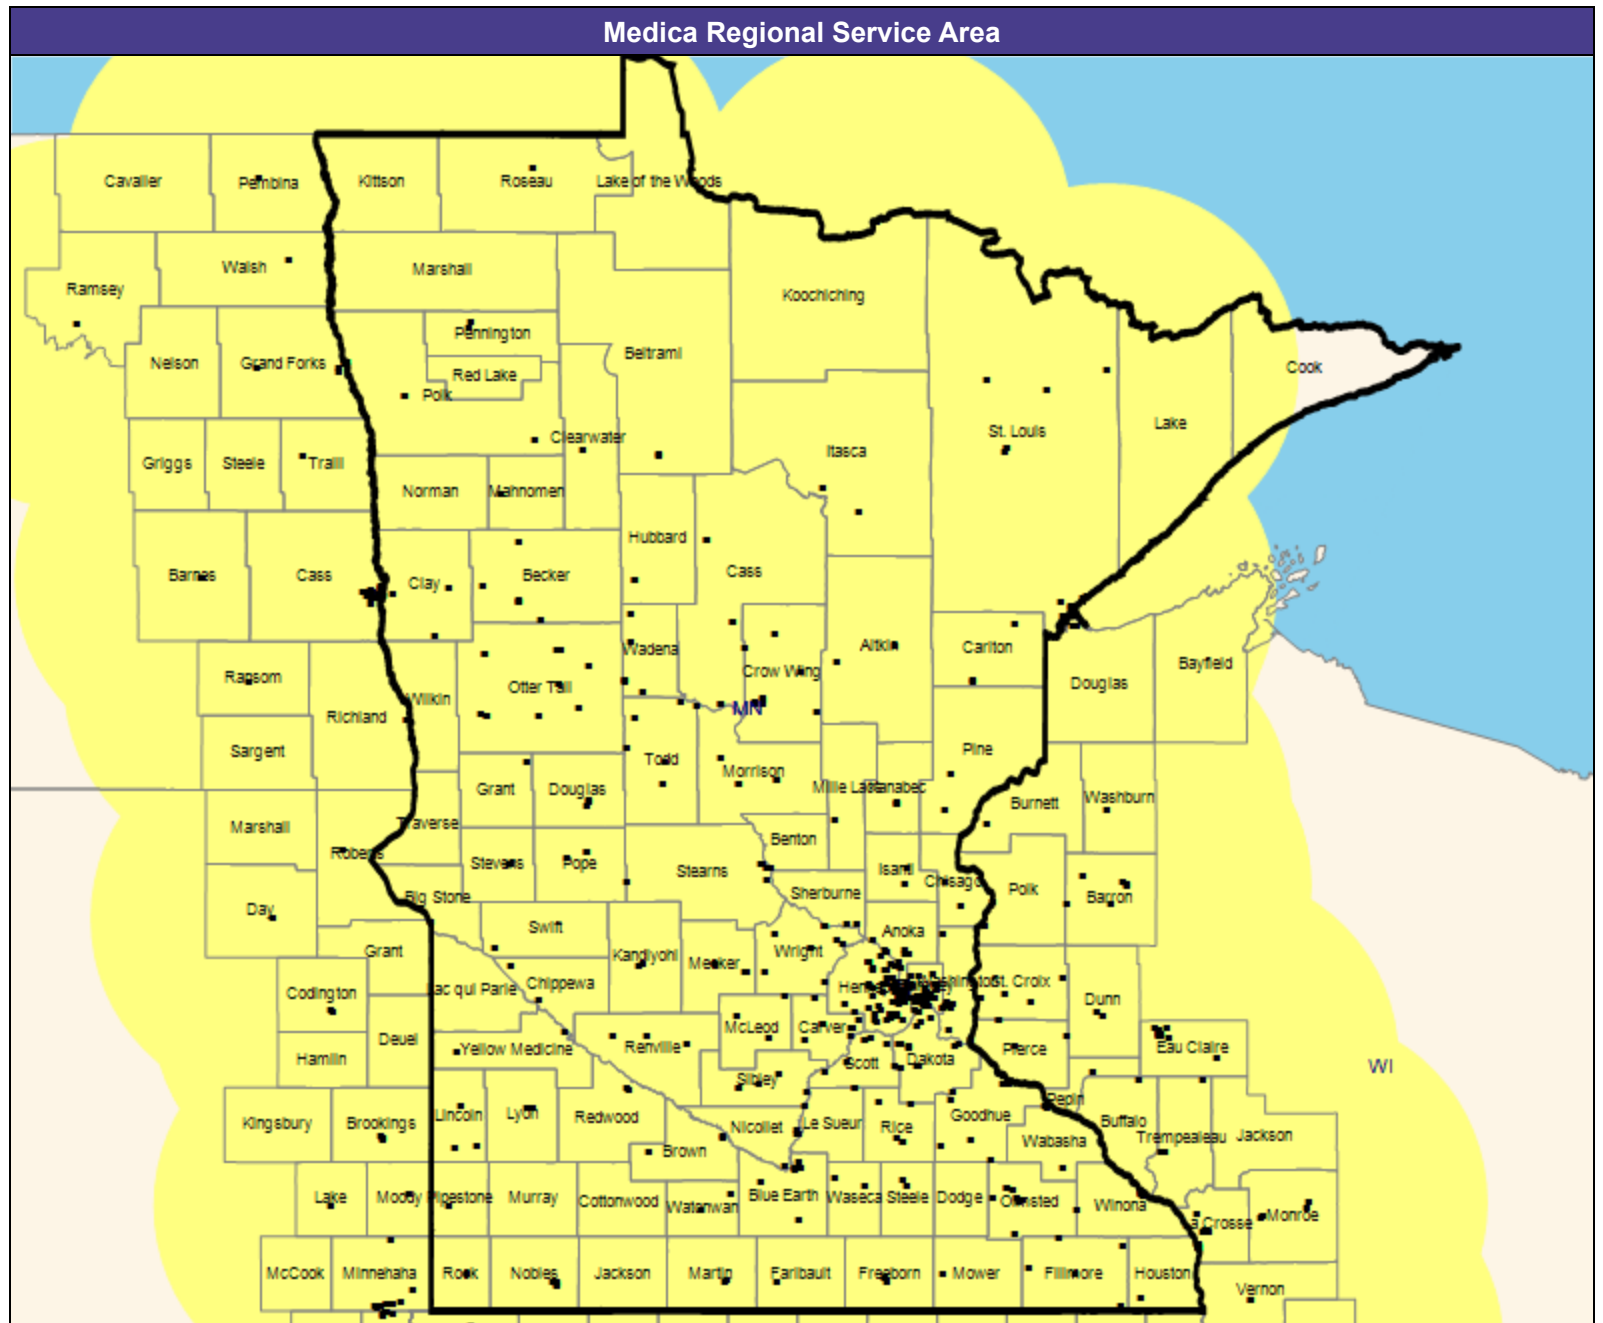 Medica Regional Service Area
Cavalier Pembina Kittson Roseau Lake of the Woods
Ramsey Walsh Marshall Koochiching
Nelson Grand Forks Pennington Beltrami Cook
Red Lake
Polk Clearwater St. Louis Lake
Griggs Steele Traill Itasca
Norman Mahnomen
Hubbard
Barnes Cass Clay Becker Cass
Wadena Aitkin Carlton
Ransom Wilkin Otter Tail Crow Wing Douglas Bayfield
Richland MN
Sargent Todd Morrison Pine
Grant Douglas Mille Lacs Kanabec Burnett Washburn
Marshall Traverse Benton
Roberts Stevens Pope Stearns Isanti Chisago Polk Barron
Day Big Stone Sherburne
Swift Anoka
Grant Kandiyohi Meeker Wright
Codington Lac qui Parle Chippewa Washington St. Croix Dunn
Deuel McLeod Carver
Hamlin Yellow Medicine Renville Scott Dakota Pierce Eau Claire WI
Sibley
Kingsbury Brookings Lincoln Lyon Redwood Nicollet Le Sueur Rice Goodhue Pepin Buffalo
Brown Wabasha Trempealeau Jackson
Lake Moody Pipestone Murray Cottonwood Watonwan Blue Earth Waseca Steele Dodge Olmsted Winona
La Crosse Monroe
McCook Minnehaha Rock Nobles Jackson Martin Faribault Freeborn Mower Fillmore Houston
Vernon